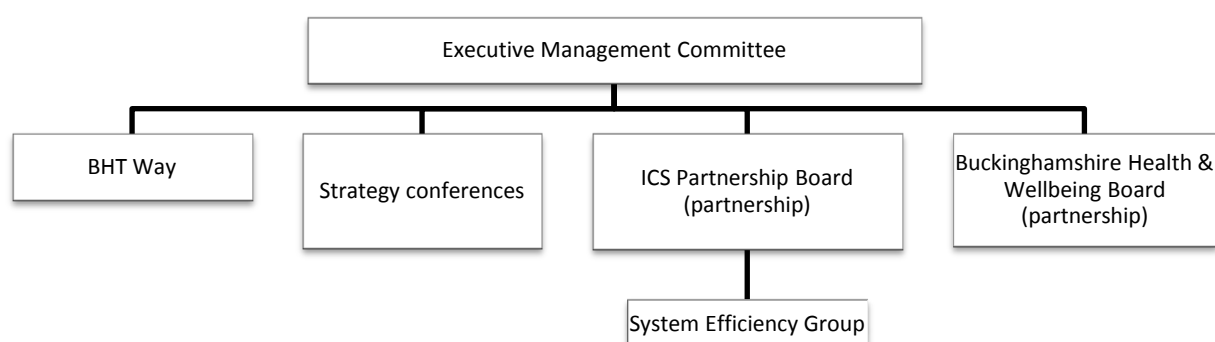 Executive Management Committee
BHT Way
Strategy conferences
ICS Partnership Board
(partnership)
Buckinghamshire Health &
Wellbeing Board
(partnership)
System Efficiency Group